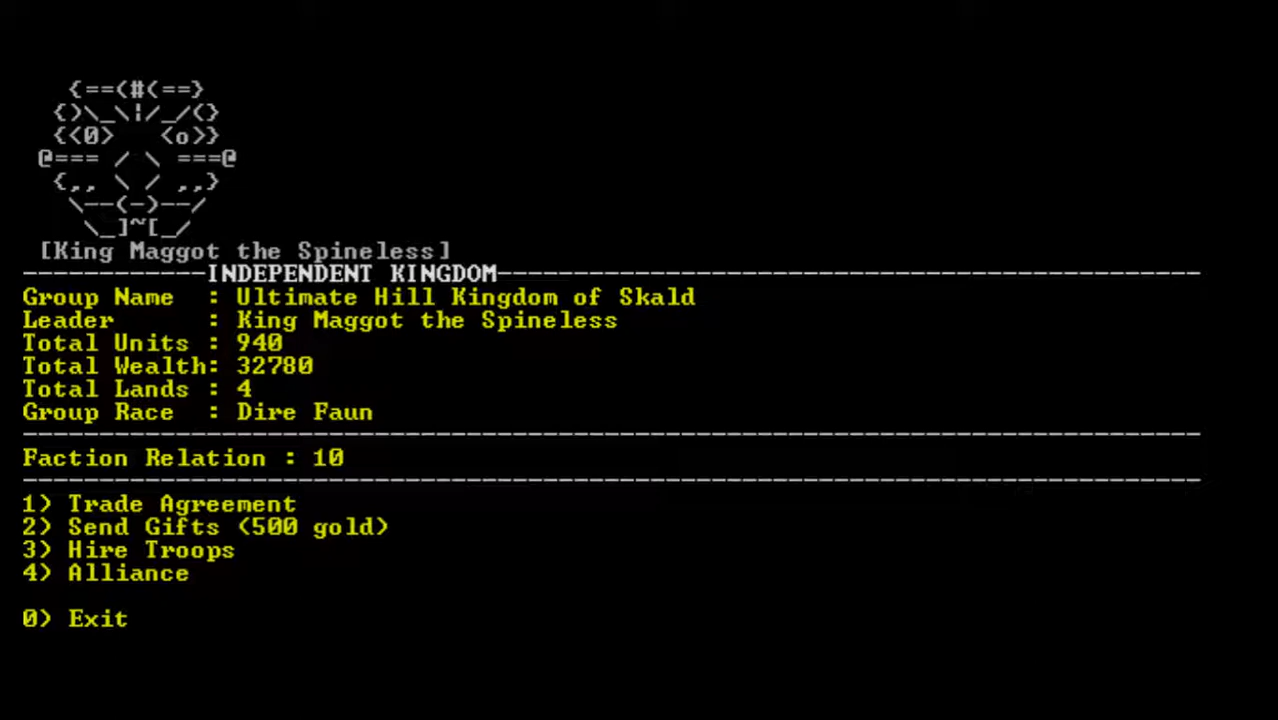 {==(#(==}
{)\_\|/_/(}
{<0>   <o>}
@=== / \ ===@
{,, \ / ,,}
\--(-)--/
\_]~[_/
[King Maggot the Spineless]
------------INDEPENDENT KINGDOM----------------------------------------------
Group Name  : Ultimate Hill Kingdom of Skald
Leader      : King Maggot the Spineless
Total Units : 940
Total Wealth: 32780
Total Lands : 4
Group Race  : Dire Faun
Faction Relation : 10
1) Trade Agreement
2) Send Gifts (500 gold)
3) Hire Troops
4) Alliance
0) Exit